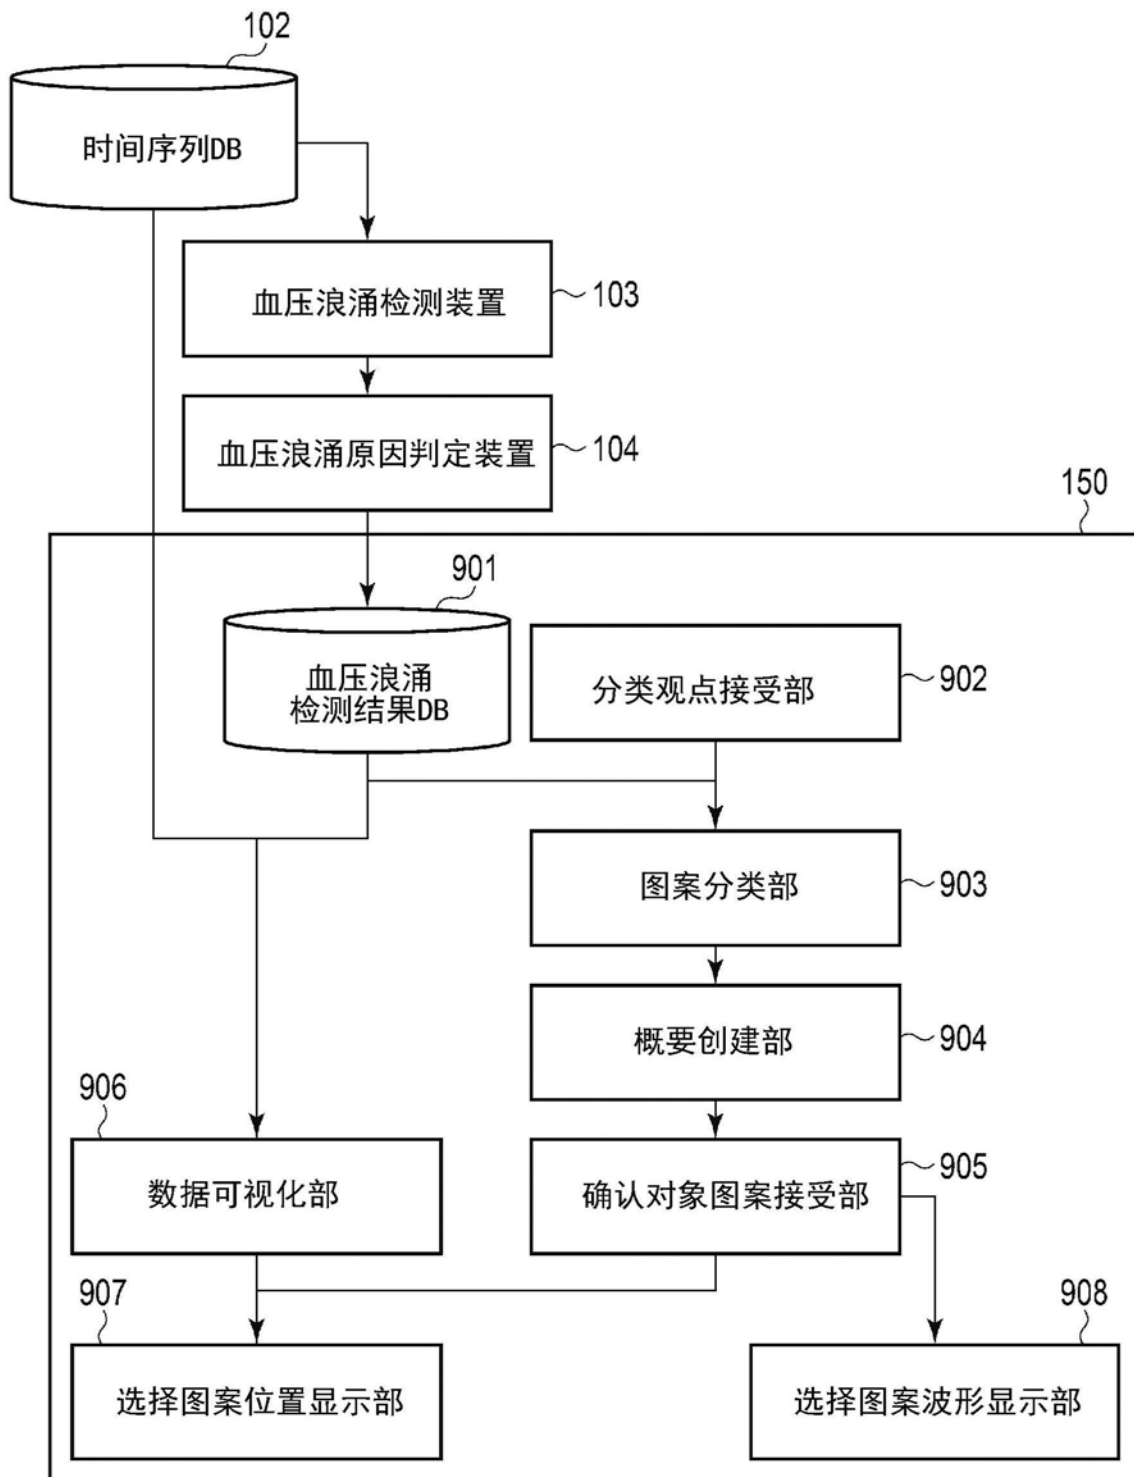 102
时间序列DB
血压浪涌检测装置
103
血压浪涌原因判定装置
104
150
901
血压浪涌
检测结果DB
分类观点接受部
902
图案分类部
903
概要创建部
904
906
数据可视化部
确认对象图案接受部
905
907
选择图案位置显示部
908
选择图案波形显示部